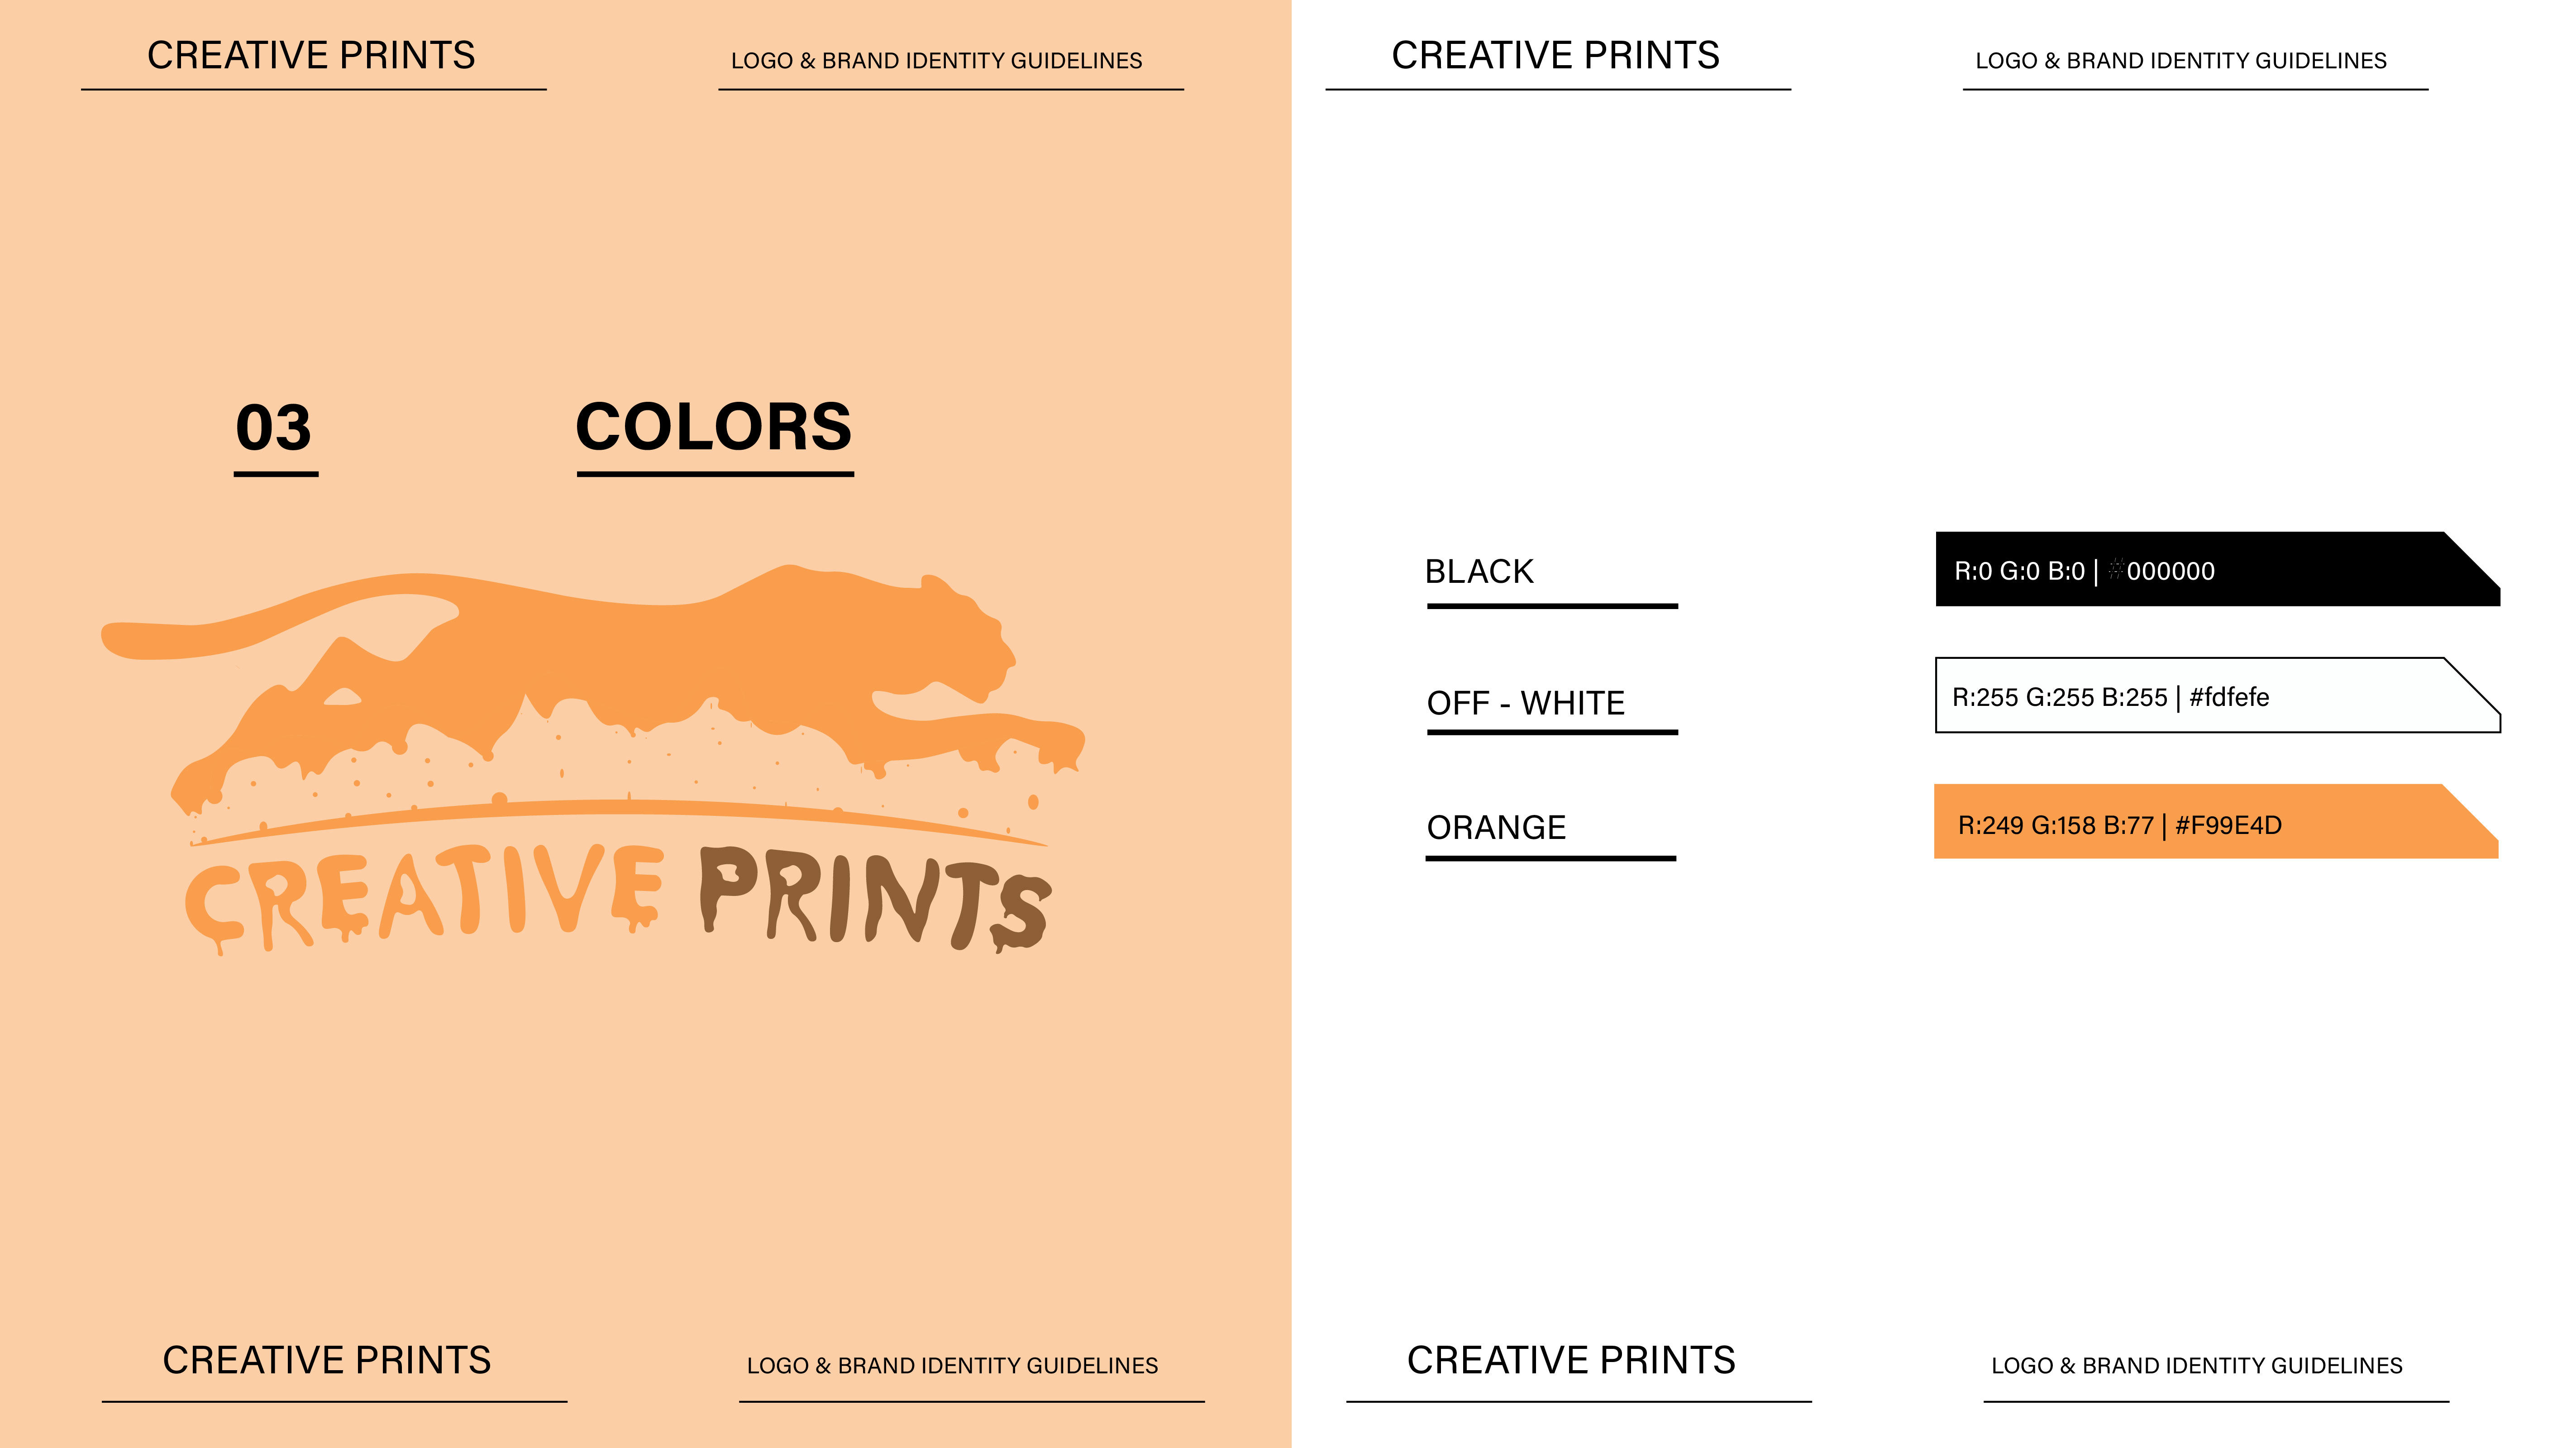 CREATIVE PRINTS
LOGO & BRAND IDENTITY GUIDELINES
03
COLORS
CREATIVE PRINTS
CREATIVE PRINTS
LOGO & BRAND IDENTITY GUIDELINES
CREATIVE PRINTS
LOGO & BRAND IDENTITY GUIDELINES
BLACK
R:0 G:0 B:0 | #000000
OFF - WHITE
R:255 G:255 B:255 | #fdfefe
ORANGE
R:249 G:158 B:77 | #F99E4D
CREATIVE PRINTS
LOGO & BRAND IDENTITY GUIDELINES